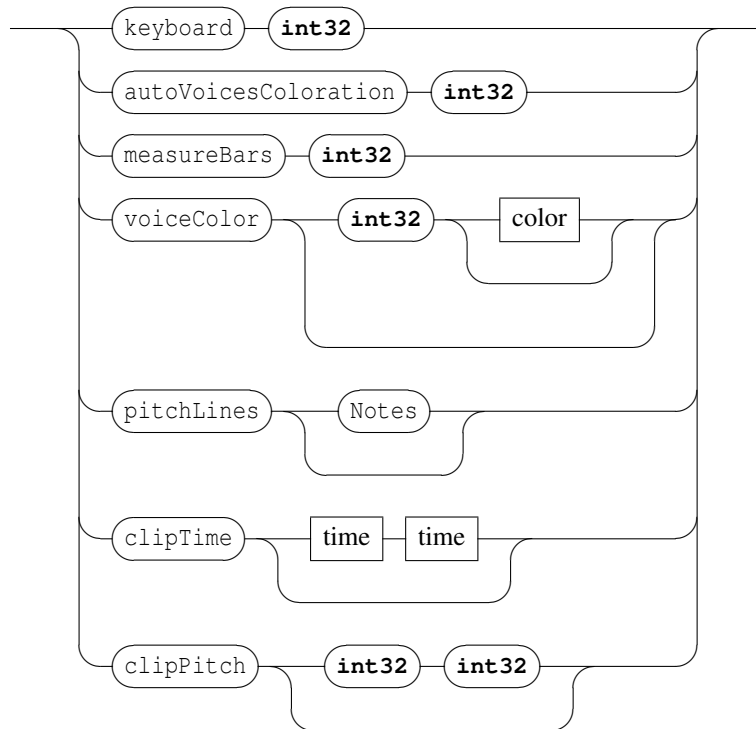 keyboard int32
autoVoicesColoration int32
measureBars int32
voiceColor int32 color
pitchLines Notes
clipTime time time
clipPitch int32 int32